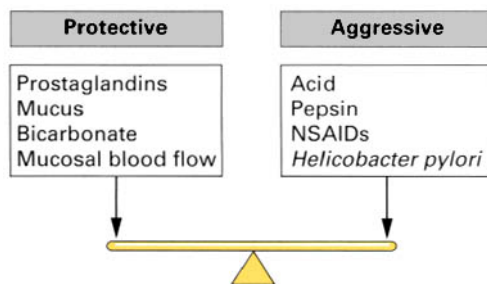 Protective
Prostaglandins
Mucus
Bicarbonate
Mucosal blood flow
Aggressive
Acid
Pepsin
NSAIDs
Helicobacter pylori